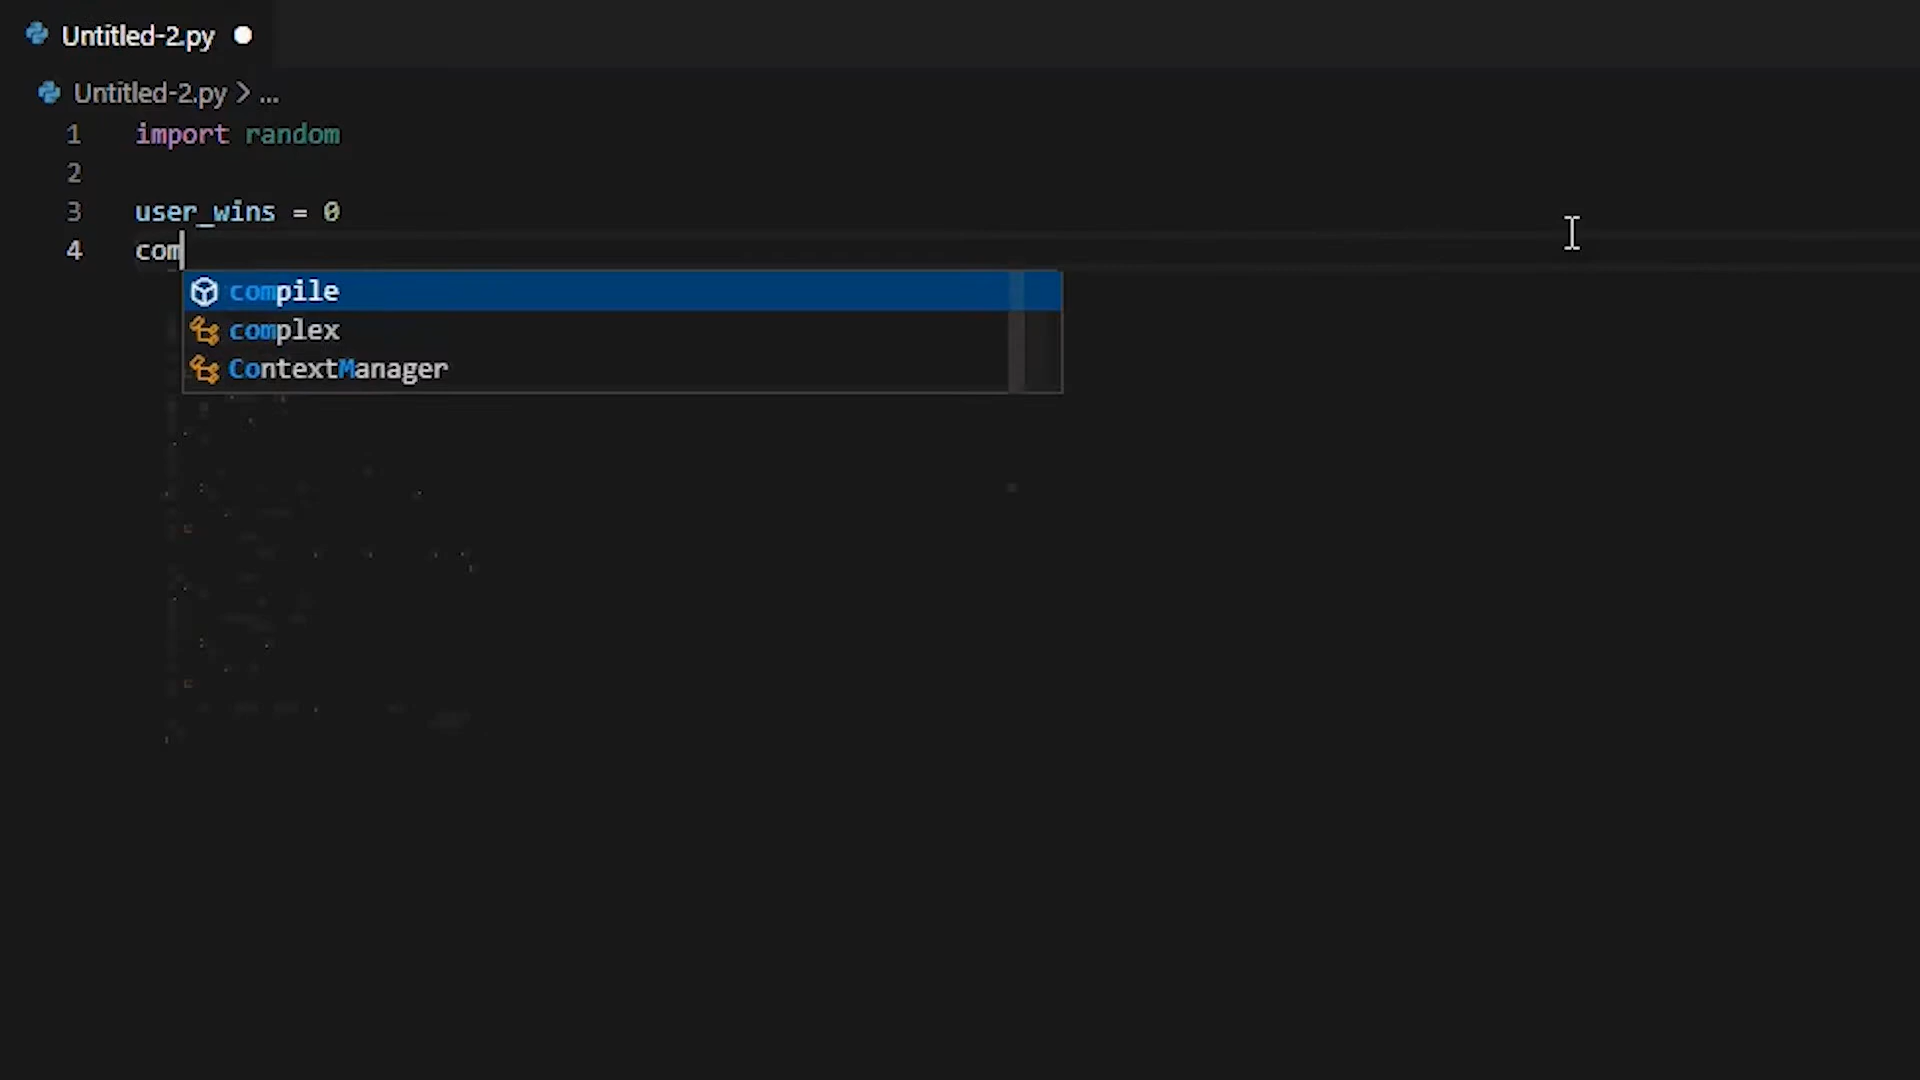 Untitled-2.py
Untitled-2.py > ...
1 import random
2
3 user_wins = 0
4 com
compile
complex
ContextManager